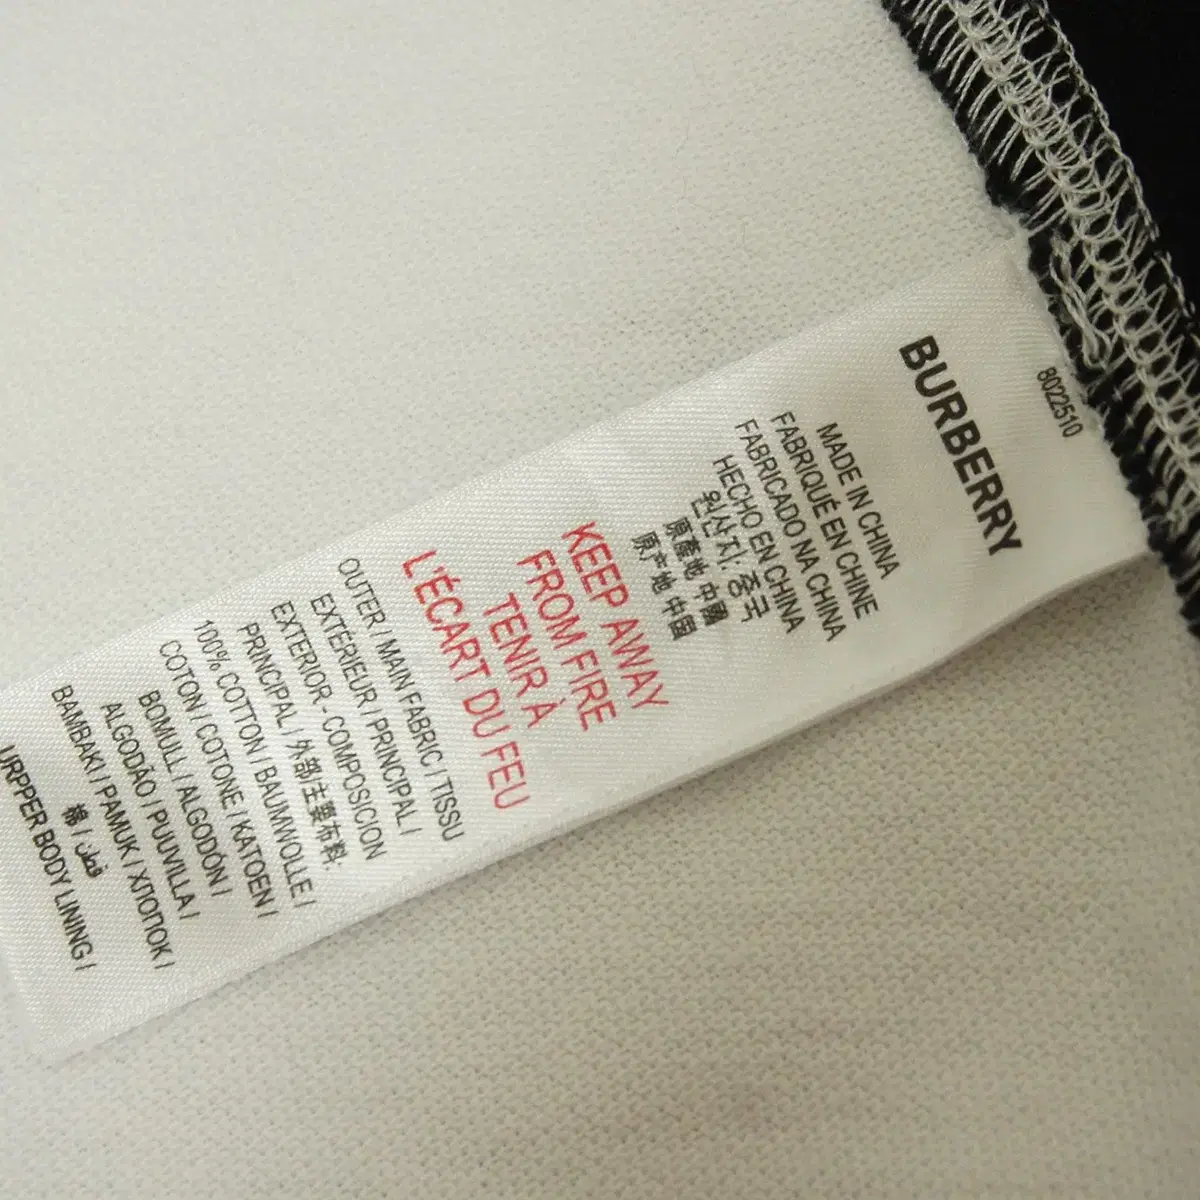 8022510
BURBERRY
MADE IN CHINA
FABRIQUÉ EN CHINE
FABRICADO NA CHINA
HECHO EN CHINA
원산지: 중국
原產地 中國
原产地 中国
KEEP AWAY
FROM FIRE
TENIR À
L'ÉCART DU FEU
OUTER / MAIN FABRIC / TISSU
EXTÉRIEUR / PRINCIPAL /
EXTERIOR - COMPOSICION
PRINCIPAL / 外部主要布料:
100% COTTON / BAUMWOLLE /
COTON / COTONE / KATOEN /
BOMULL / ALGODÓN /
ALGODÃO / PUUVILLA /
BAMBAKI / PAMUK / ХЛОПОК /
棉 / قطن
URPPER BODY LINING /